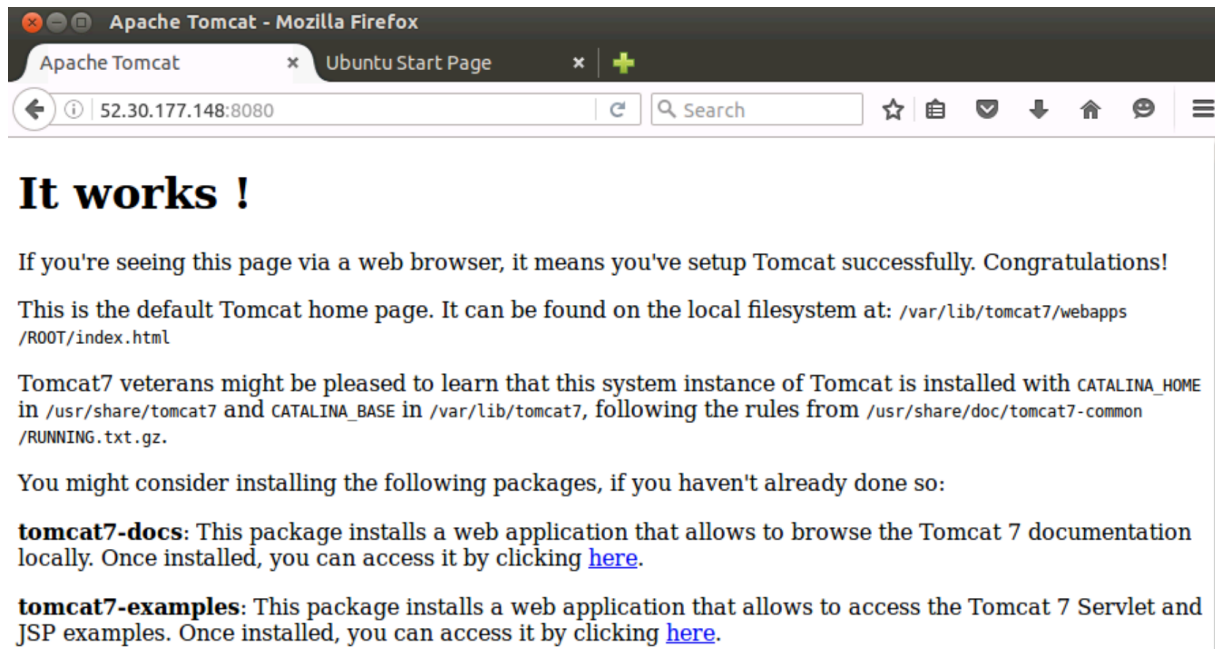 Apache Tomcat - Mozilla Firefox
Apache Tomcat × Ubuntu Start Page ×
52.30.177.148:8080 Search
It works !
If you're seeing this page via a web browser, it means you've setup Tomcat successfully. Congratulations!
This is the default Tomcat home page. It can be found on the local filesystem at: /var/lib/tomcat7/webapps
/ROOT/index.html
Tomcat7 veterans might be pleased to learn that this system instance of Tomcat is installed with CATALINA_HOME
in /usr/share/tomcat7 and CATALINA_BASE in /var/lib/tomcat7, following the rules from /usr/share/doc/tomcat7-common
/RUNNING.txt.gz.
You might consider installing the following packages, if you haven't already done so:
tomcat7-docs: This package installs a web application that allows to browse the Tomcat 7 documentation
locally. Once installed, you can access it by clicking here.
tomcat7-examples: This package installs a web application that allows to access the Tomcat 7 Servlet and
JSP examples. Once installed, you can access it by clicking here.